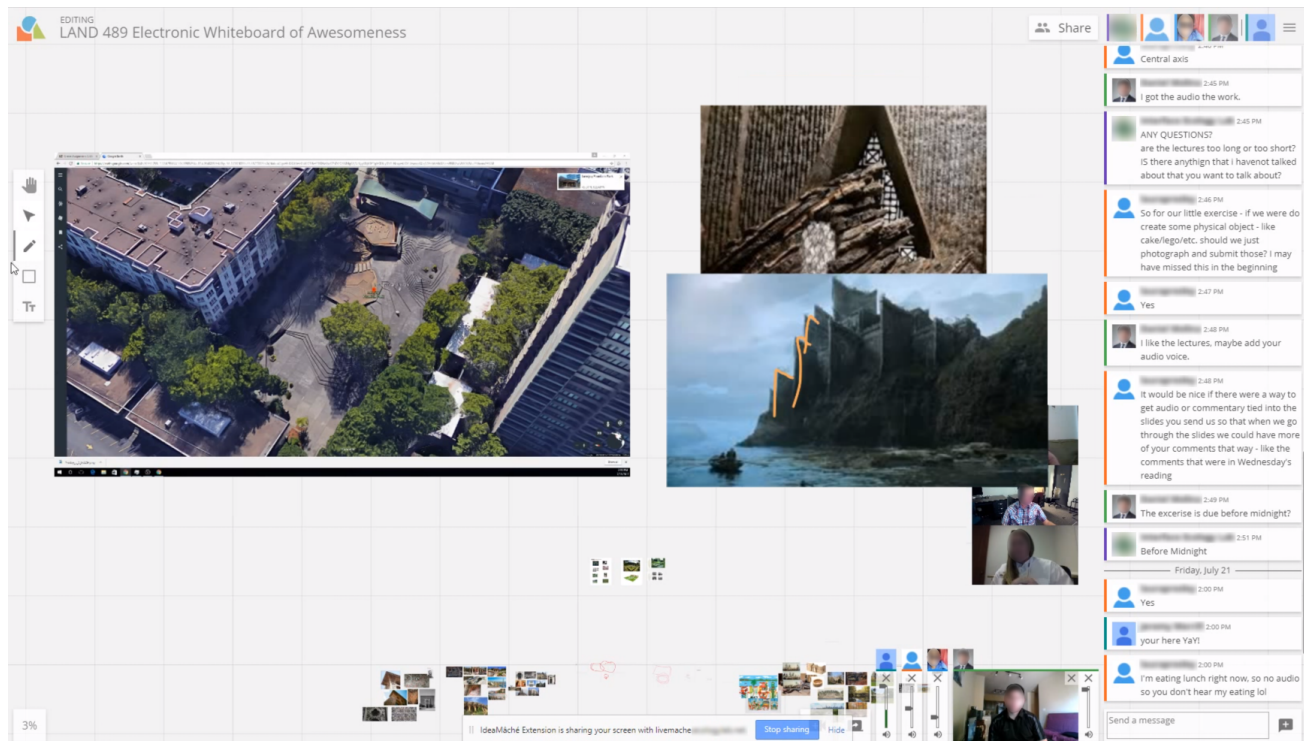 EDITING
LAND 489 Electronic Whiteboard of Awesomeness
Share
Central axis
2:45 PM
I got the audio the work.
2:45 PM
ANY QUESTIONS?
are the lectures too long or too short?
IS there anythign that i havenot talked
about that you want to talk about?
2:46 PM
So for our little exercise - if we were do
create some physical object - like
cake/lego/etc. should we just
photograph and submit those? I may
have missed this in the beginning
2:47 PM
Yes
2:48 PM
I like the lectures, maybe add your
audio voice.
2:48 PM
It would be nice if there were a way to
get audio or commentary tied into the
slides you send us so that when we go
through the slides we could have more
of your comments that way - like the
comments that were in Wednesday's
reading
2:49 PM
The excerise is due before midnight?
2:51 PM
Before Midnight
Friday, July 21
2:00 PM
Yes
2:00 PM
your here YaY!
2:00 PM
I'm eating lunch right now, so no audio
so you don't hear my eating lol
Send a message
Tт
3%
IdeaMâché Extension is sharing your screen with livemache
Stop sharing
Hide